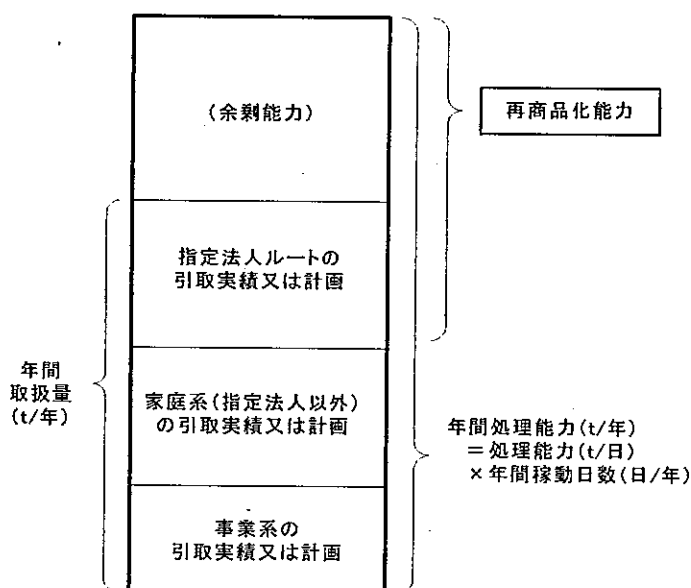 (余剰能力)
再商品化能力
指定法人ルートの
引取実績又は計画
年間
取扱量
(t/年)
家庭系(指定法人以外)
の引取実績又は計画
年間処理能力(t/年)
=処理能力(t/日)
×年間稼動日数(日/年)
事業系の
引取実績又は計画